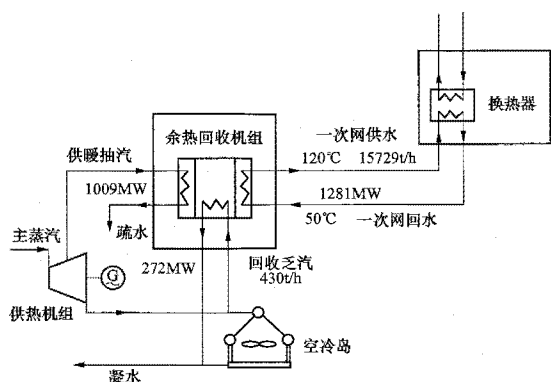 换热器
余热回收机组
一次网供水
120℃ 15729t/h
供暖抽汽
1009MW
1281MW
50℃ 一次网回水
疏水
主蒸汽
272MW
回收乏汽
430t/h
G
供热机组
空冷岛
凝水